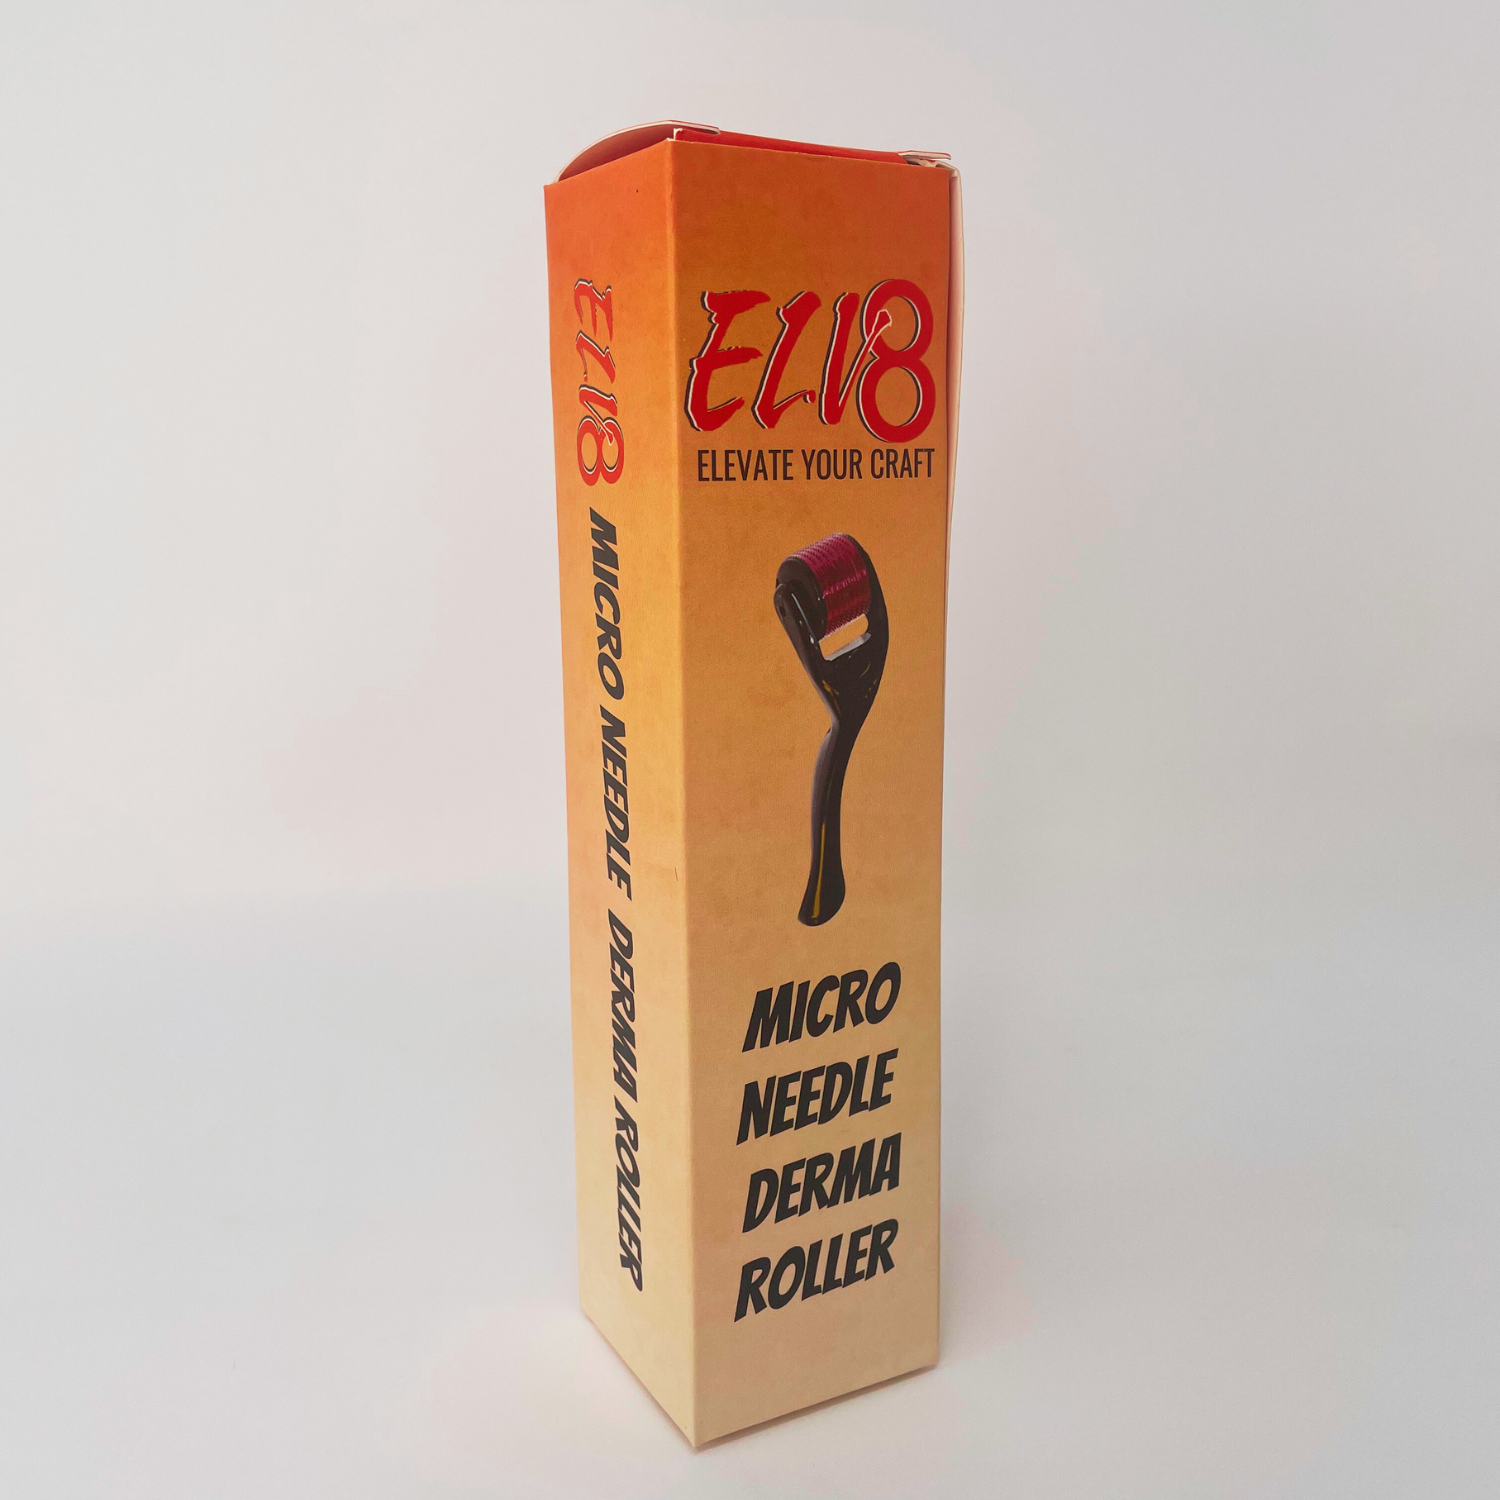 ELV8
ELEVATE YOUR CRAFT
MICRO
NEEDLE
DERMA
ROLLER
ELV8 MICRO NEEDLE DERMA ROLLER